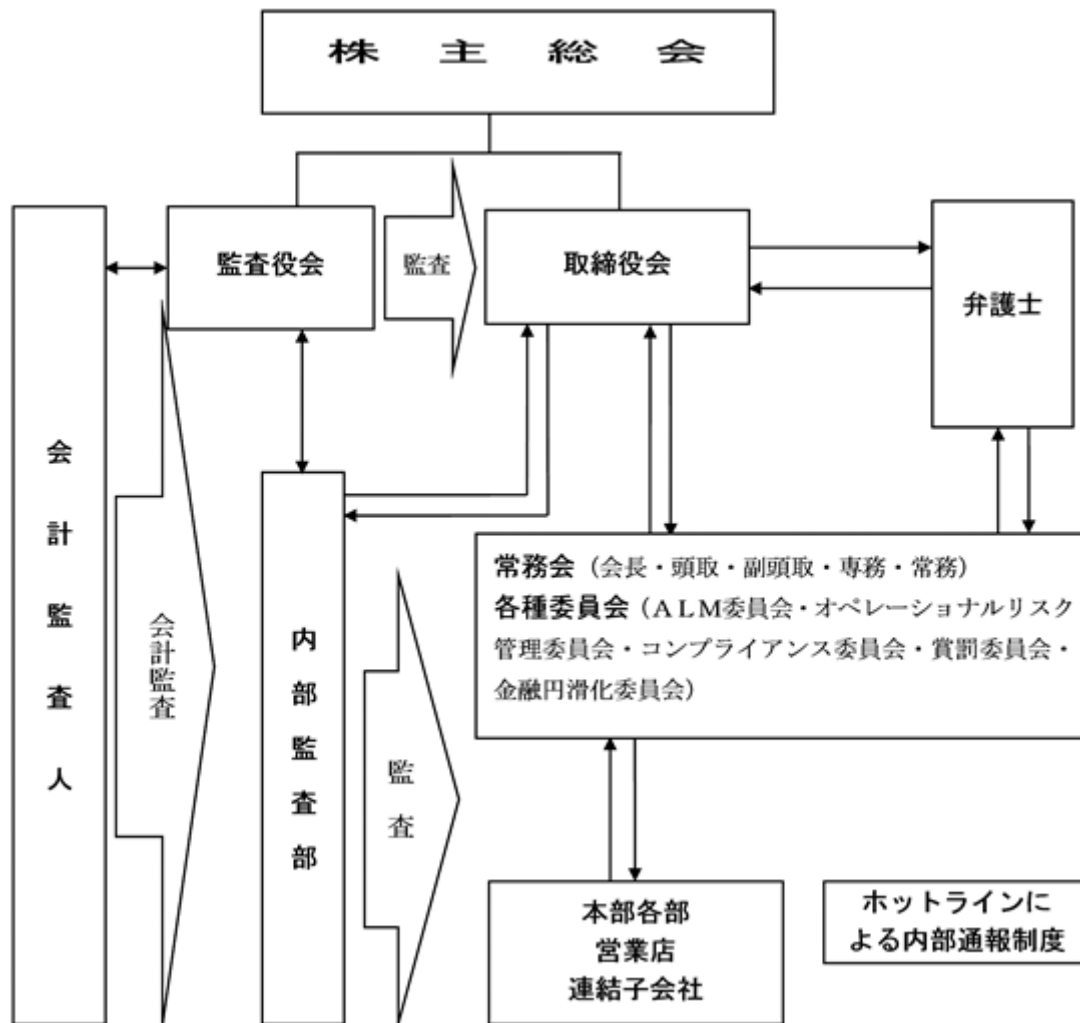 株主総会
監査役会
監査
取締役会
弁護士
会計監査人
会計監査
内部監査部
監査
常務会（会長・頭取・副頭取・専務・常務）
各種委員会（ＡＬＭ委員会・オペレーショナルリスク
管理委員会・コンプライアンス委員会・賞罰委員会・
金融円滑化委員会）
本部各部
営業店
連結子会社
ホットラインに
よる内部通報制度